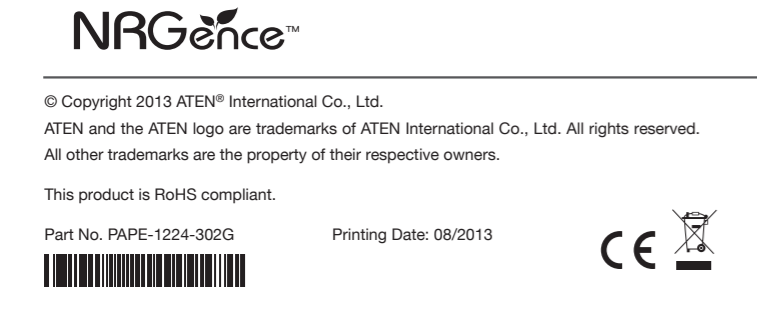 NRGence™
© Copyright 2013 ATEN® International Co., Ltd.
ATEN and the ATEN logo are trademarks of ATEN International Co., Ltd. All rights reserved.
All other trademarks are the property of their respective owners.
This product is RoHS compliant.
Part No. PAPE-1224-302G Printing Date: 08/2013
CE